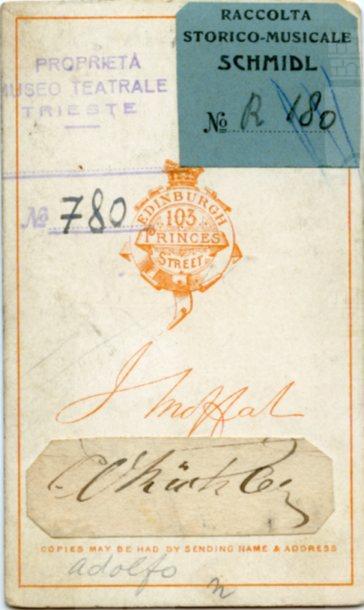 RACCOLTA
STORICO-MUSICALE
SCHMIDL
№ R 180
PROPRIETÀ
MUSEO TEATRALE
TRIESTE
№ 780
EDINBURGH
103
PRINCES
STREET
J Moffat
COPIES MAY BE HAD BY SENDING NAME & ADDRESS
adolfo